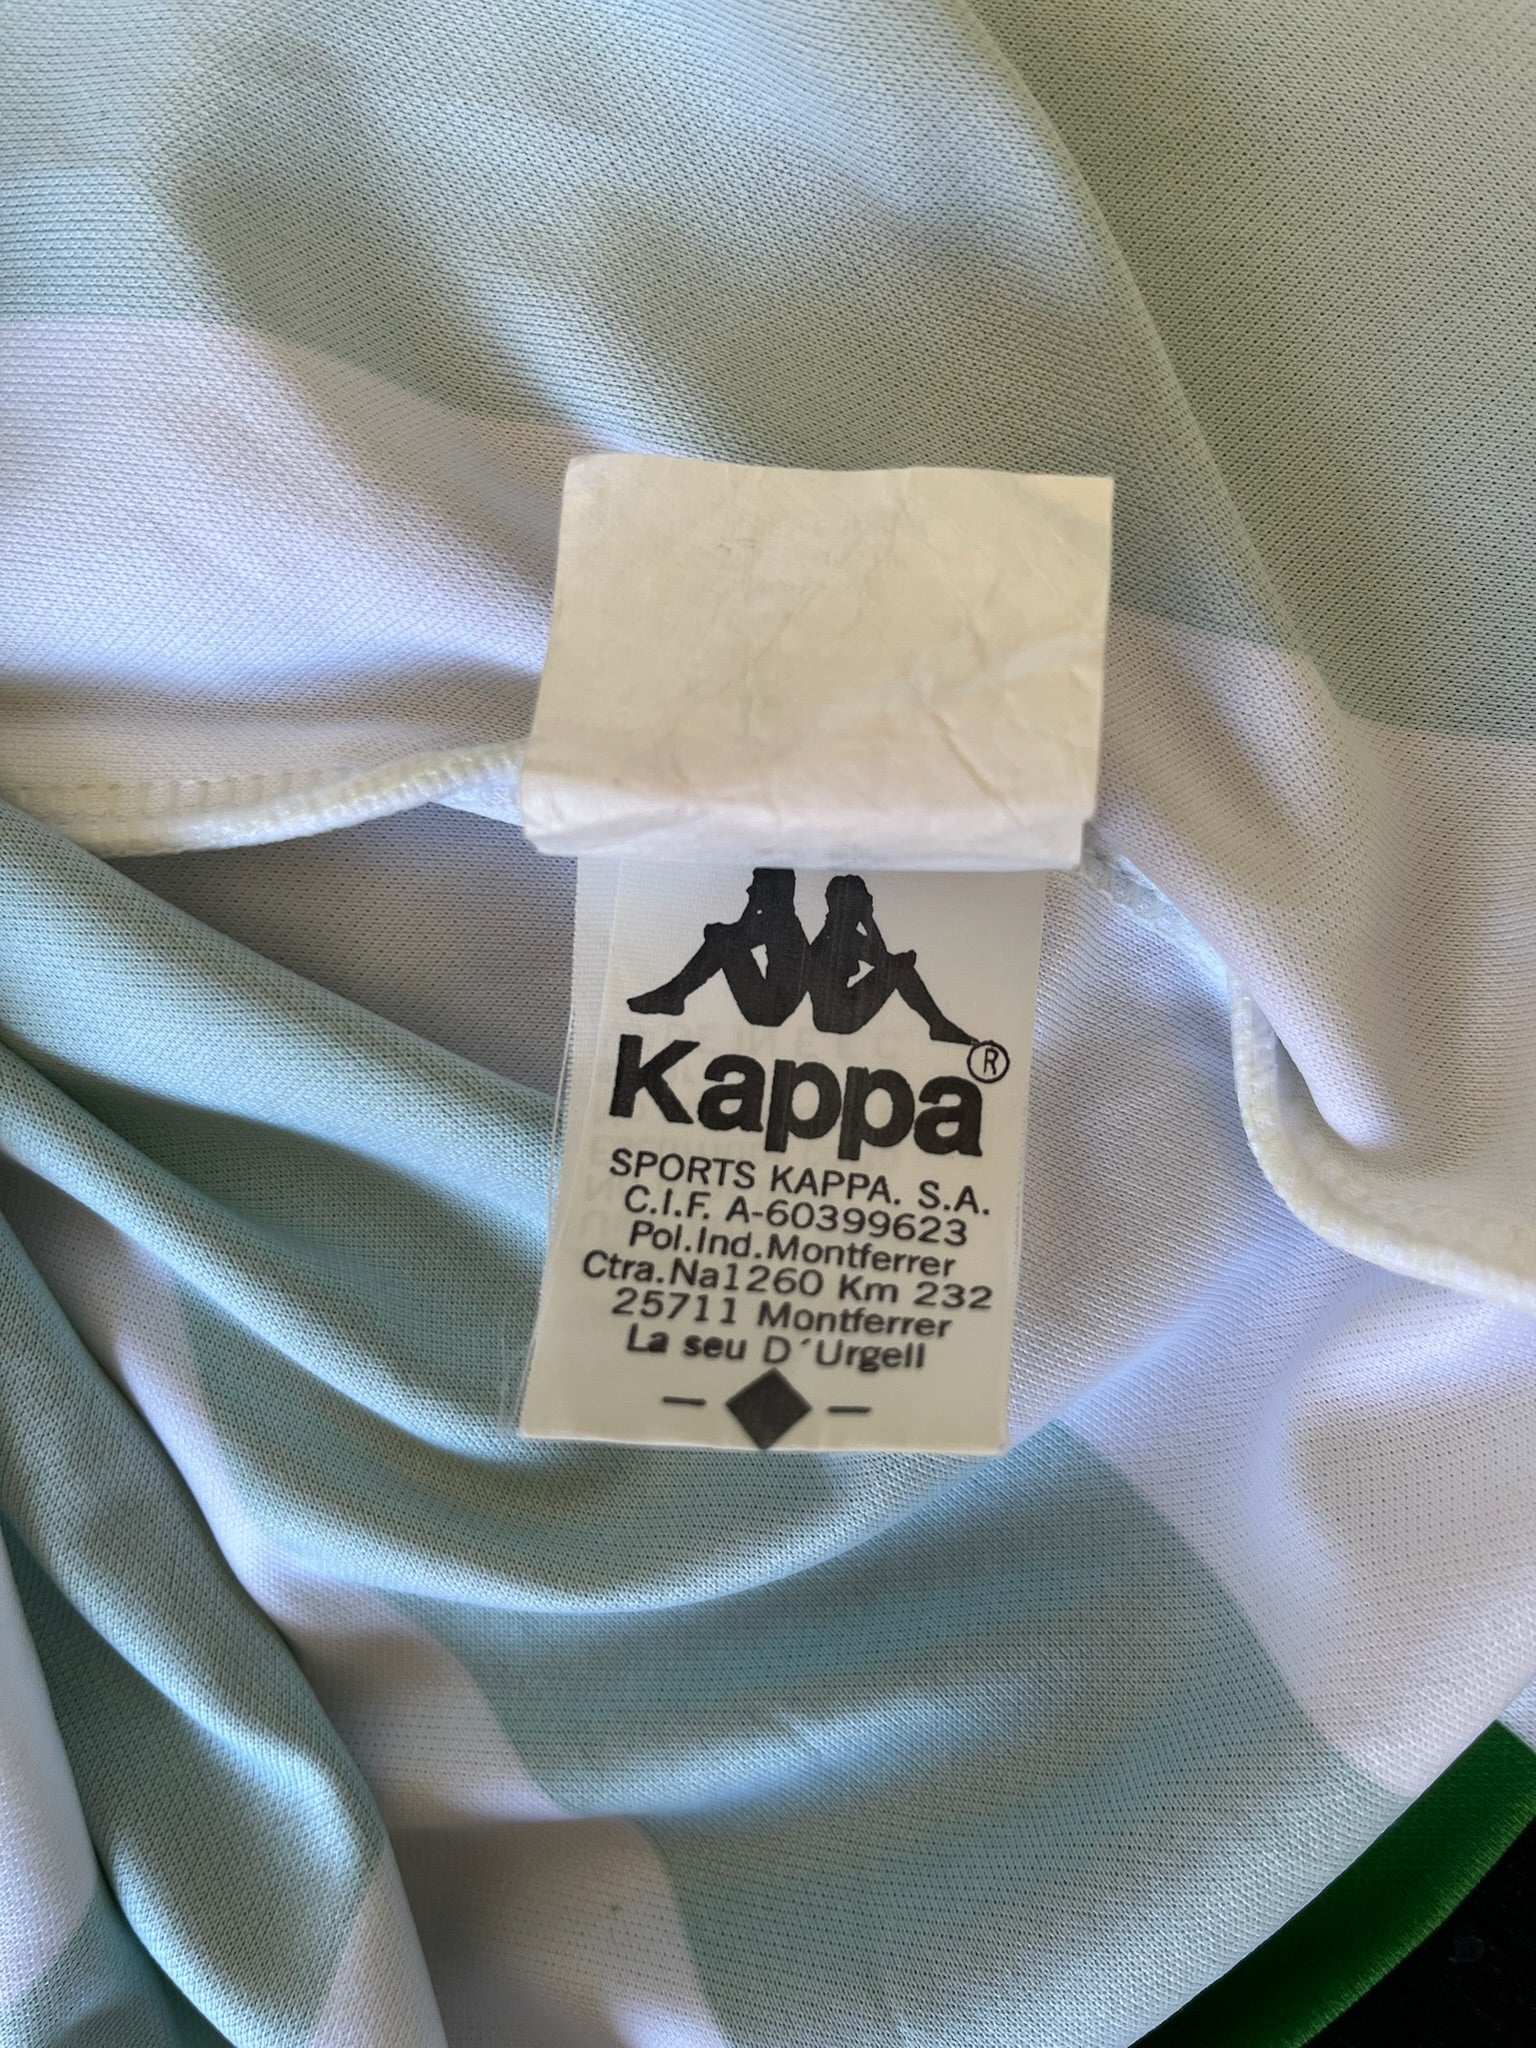 Kappa®
SPORTS KAPPA. S.A.
C.I.F. A-60399623
Pol.Ind.Montferrer
Ctra.Na1260 Km 232
25711 Montferrer
La seu D´Urgell